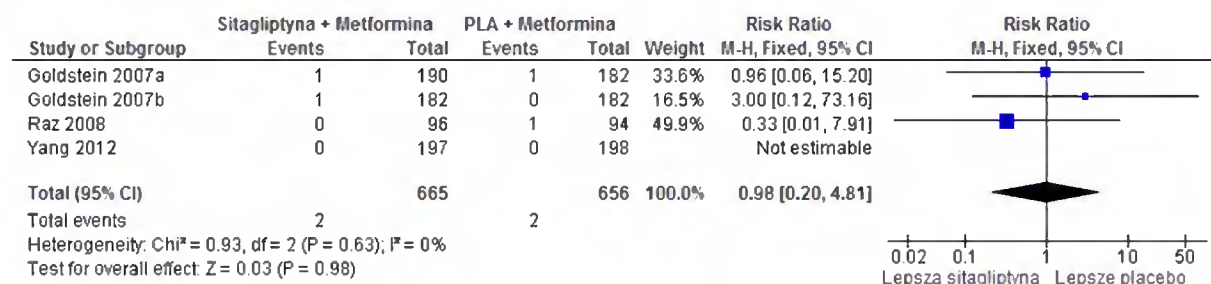 Sitagliptyna + Metformina PLA + Metformina Risk Ratio Risk Ratio
Study or Subgroup Events Total Events Total Weight M-H, Fixed, 95% CI M-H, Fixed, 95% CI
Goldstein 2007a 1 190 1 182 33.6% 0.96 [0.06, 15.20]
Goldstein 2007b 1 182 0 182 16.5% 3.00 [0.12, 73.16]
Raz 2008 0 96 1 94 49.9% 0.33 [0.01, 7.91]
Yang 2012 0 197 0 198 Not estimable
Total (95% CI) 665 656 100.0% 0.98 [0.20, 4.81]
Total events 2 2
Heterogeneity: Chi² = 0.93, df = 2 (P = 0.63); I² = 0%
Test for overall effect: Z = 0.03 (P = 0.98)
0.02 0.1 1 10 50
Lepsza sitagliptyna Lepsze placebo